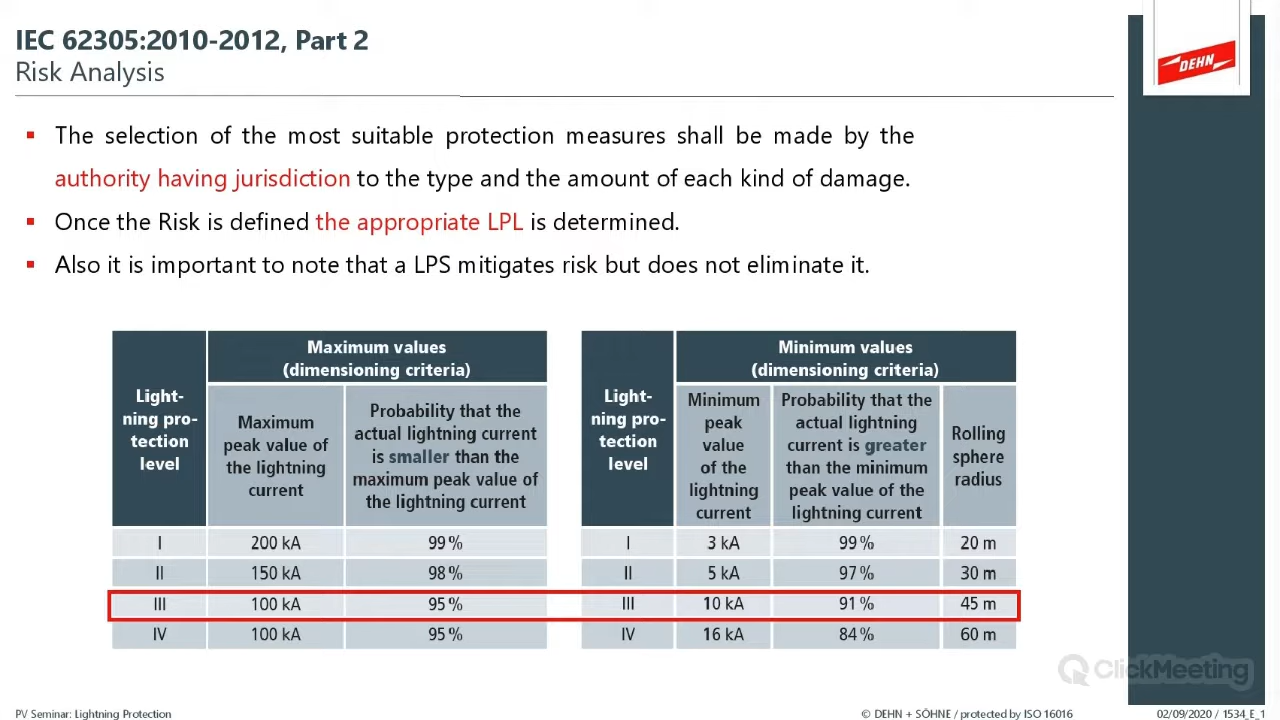 IEC 62305:2010-2012, Part 2
Risk Analysis
DEHN
▪ The selection of the most suitable protection measures shall be made by the
authority having jurisdiction to the type and the amount of each kind of damage.
▪ Once the Risk is defined the appropriate LPL is determined.
▪ Also it is important to note that a LPS mitigates risk but does not eliminate it.
Light-
ning pro-
tection
level
Maximum values
(dimensioning criteria)
Maximum
peak value of
the lightning
current
Probability that the
actual lightning current
is smaller than the
maximum peak value of
the lightning current
I 200 kA 99 %
II 150 kA 98 %
III 100 kA 95 %
IV 100 kA 95 %
Light-
ning pro-
tection
level
Minimum values
(dimensioning criteria)
Minimum
peak
value
of the
lightning
current
Probability that the
actual lightning
current is greater
than the minimum
peak value of the
lightning current
Rolling
sphere
radius
I 3 kA 99 % 20 m
II 5 kA 97 % 30 m
III 10 kA 91 % 45 m
IV 16 kA 84 % 60 m
ClickMeeting
PV Seminar: Lightning Protection
© DEHN + SÖHNE / protected by ISO 16016
02/09/2020 / 1534_E_1